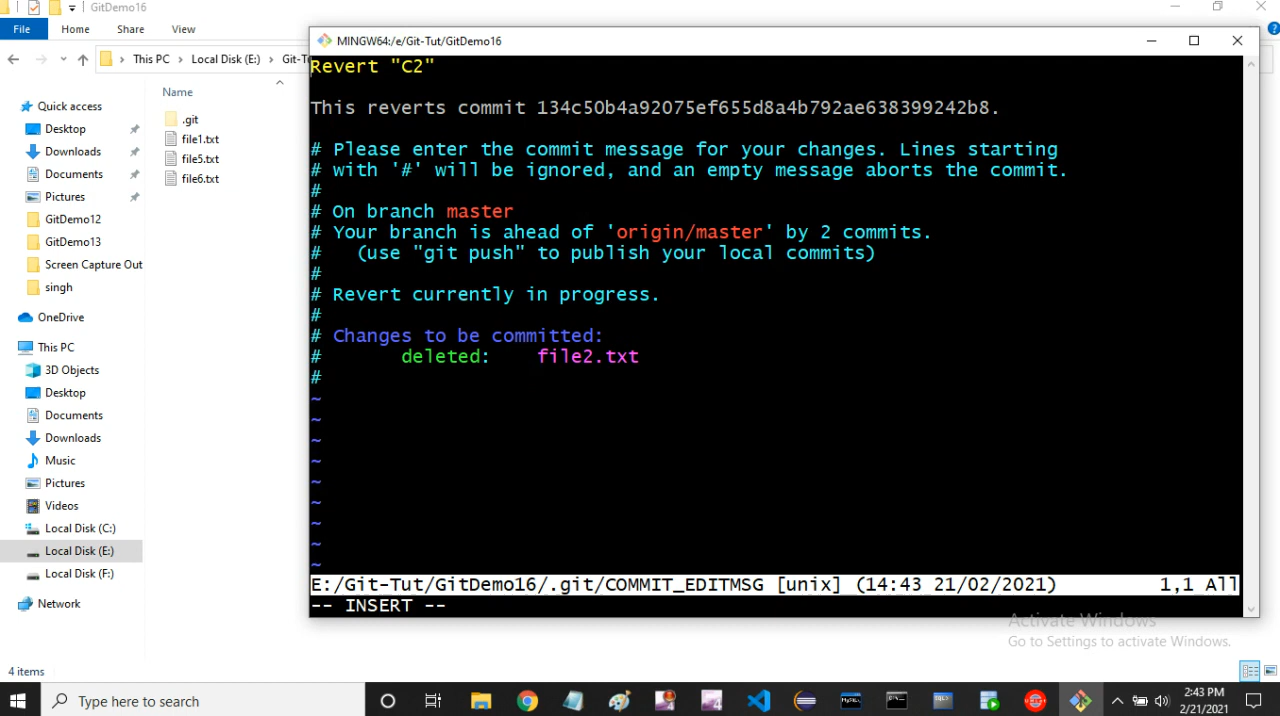 GitDemo16
File
Home
Share
View
This PC
Local Disk (E:)
Git-T
Quick access
Desktop
Downloads
Documents
Pictures
GitDemo12
GitDemo13
Screen Capture Out
singh
OneDrive
This PC
3D Objects
Desktop
Documents
Downloads
Music
Pictures
Videos
Local Disk (C:)
Local Disk (E:)
Local Disk (F:)
Network
4 items
Name
.git
file1.txt
file5.txt
file6.txt
MINGW64:/e/Git-Tut/GitDemo16
Revert "C2"
This reverts commit 134c50b4a92075ef655d8a4b792ae638399242b8.
# Please enter the commit message for your changes. Lines starting
# with '#' will be ignored, and an empty message aborts the commit.
#
# On branch master
# Your branch is ahead of 'origin/master' by 2 commits.
#   (use "git push" to publish your local commits)
#
# Revert currently in progress.
#
# Changes to be committed:
#       deleted:    file2.txt
#
~
~
~
~
~
~
~
~
~
E:/Git-Tut/GitDemo16/.git/COMMIT_EDITMSG [unix] (14:43 21/02/2021) 1,1 All
-- INSERT --
Activate Windows
Go to Settings to activate Windows.
Type here to search
2:43 PM
2/21/2021